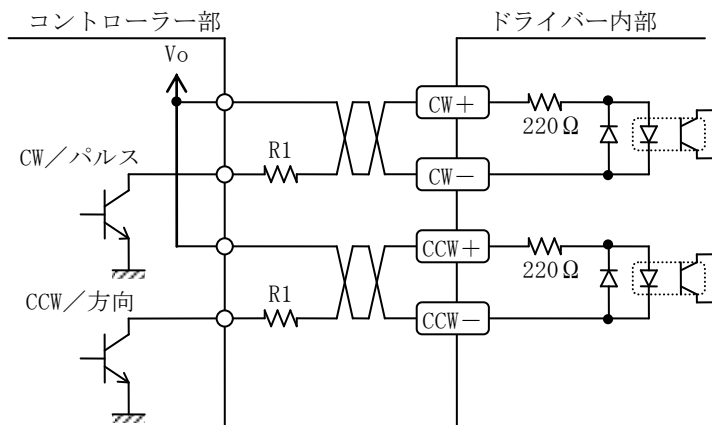 コントローラー部
ドライバー内部
Vo
CW+
220Ω
CW/パルス
R1
CW−
CCW+
220Ω
CCW/方向
R1
CCW−